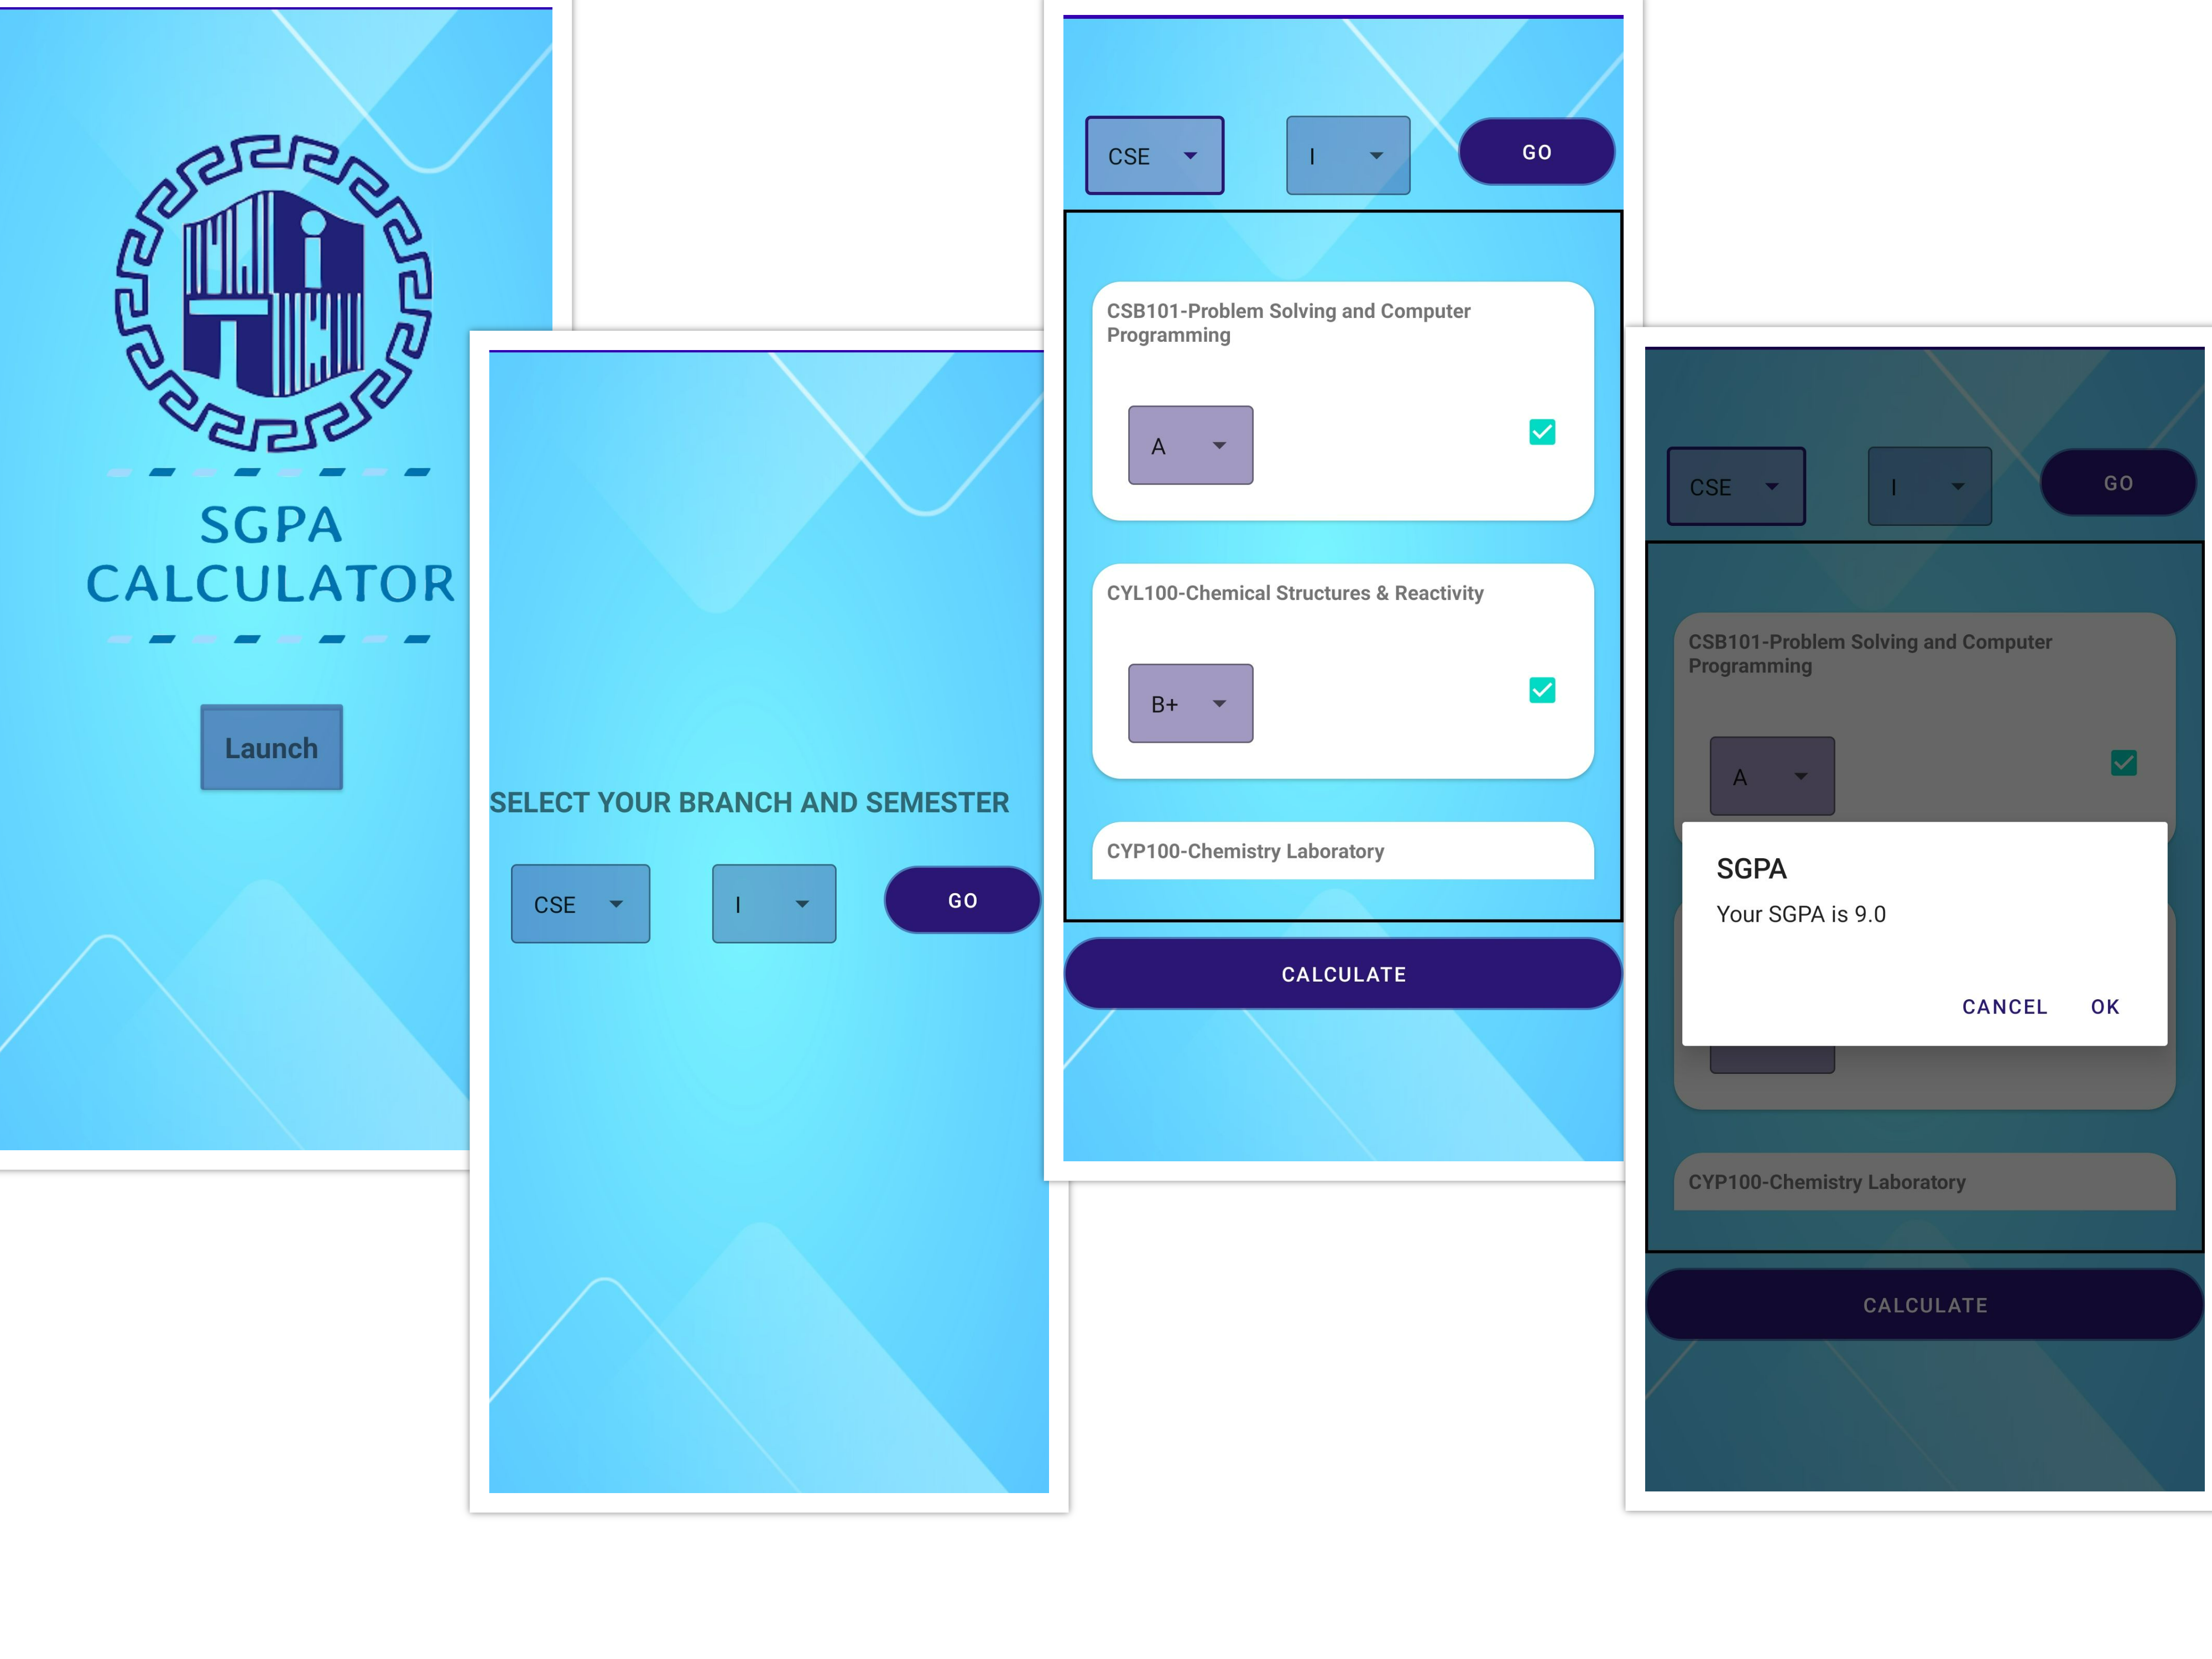 SGPA
CALCULATOR
Launch
SELECT YOUR BRANCH AND SEMESTER
CSE
I
GO
CSE
I
GO
CSB101-Problem Solving and Computer
Programming
A
CYL100-Chemical Structures & Reactivity
B+
CYP100-Chemistry Laboratory
CALCULATE
CSE
I
GO
CSB101-Problem Solving and Computer
Programming
A
SGPA
Your SGPA is 9.0
CANCEL OK
CYP100-Chemistry Laboratory
CALCULATE